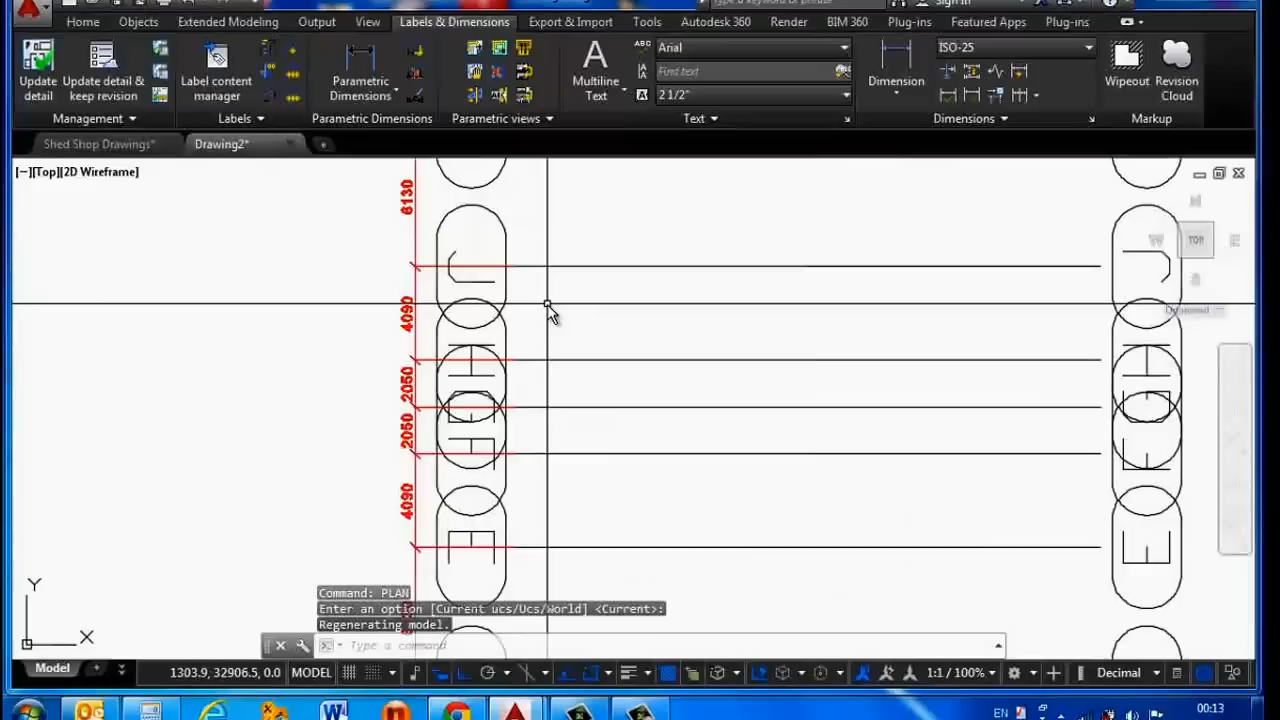 Home Objects Extended Modeling Output View Labels & Dimensions Export & Import Tools Autodesk 360 Render BIM 360 Plug-ins Featured Apps Plug-ins
Update detail
Update detail & keep revision
Label content manager
Parametric Dimensions
A
Multiline Text
ABC
Arial
Find text
2 1/2"
Dimension
ISO-25
Wipeout
Revision Cloud
Management Labels Parametric Dimensions Parametric views Text Dimensions Markup
Shed Shop Drawings*
Drawing2*
[−][Top][2D Wireframe]
TOP
6130
4090
2050
2050
4090
J
H
G
F
E
J
H
G
F
E
Y
X
Command: PLAN
Enter an option [Current ucs/Ucs/World] <Current>:
Regenerating model.
Type a command
Model
1303.9, 32906.5, 0.0 MODEL
1:1 / 100%
Decimal
EN
00:13